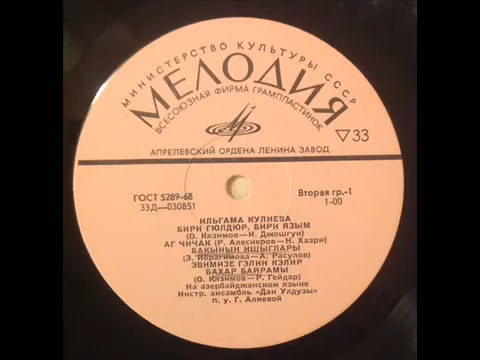 МИНИСТЕРСТВО КУЛЬТУРЫ СССР
МЕЛОДИЯ
ВСЕСОЮЗНАЯ ФИРМА ГРАМПЛАСТИНОК
▽33
АПРЕЛЕВСКИЙ ОРДЕНА ЛЕНИНА ЗАВОД
ГОСТ 5289-68
33Д—030851
Вторая гр.-1
1-00
ИЛЬГАМА КУЛИЕВА
БИРИ ГЮЛДЮР, БИРИ ЯЗЫМ
(О. Кязимов—И. Джошгун)
АГ ЧИЧАК (Р. Алескеров—Н. Хазри)
БАКЫНЫН ИШЫГЛАРЫ
(Э. Ибрагимова—А. Расулов)
ЭВИМИЗЕ ГЭЛИН КЭЛИР
БАХАР БАЙРАМЫ
(О. Кязимов—Р. Гейдар)
На азербайджанском языке
Инстр. ансамбль «Дан Улдузы»
п. у. Г. Алиевой